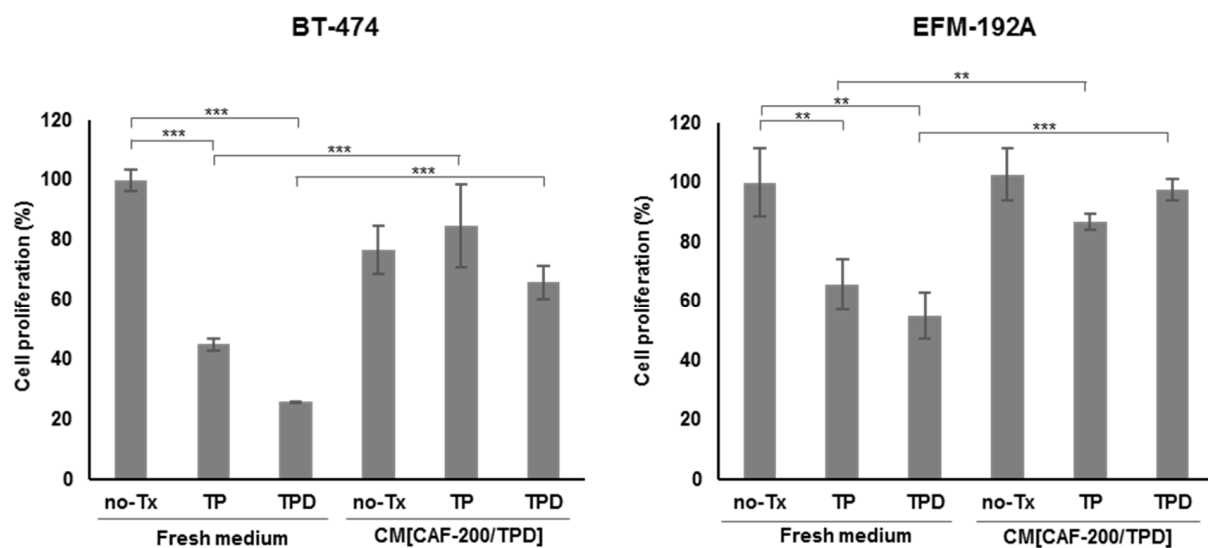 BT-474
Cell proliferation (%)
120
100
80
60
40
20
0
***
***
***
***
no-Tx TP TPD no-Tx TP TPD
Fresh medium CM[CAF-200/TPD]
EFM-192A
Cell proliferation (%)
120
100
80
60
40
20
0
**
**
**
***
no-Tx TP TPD no-Tx TP TPD
Fresh medium CM[CAF-200/TPD]